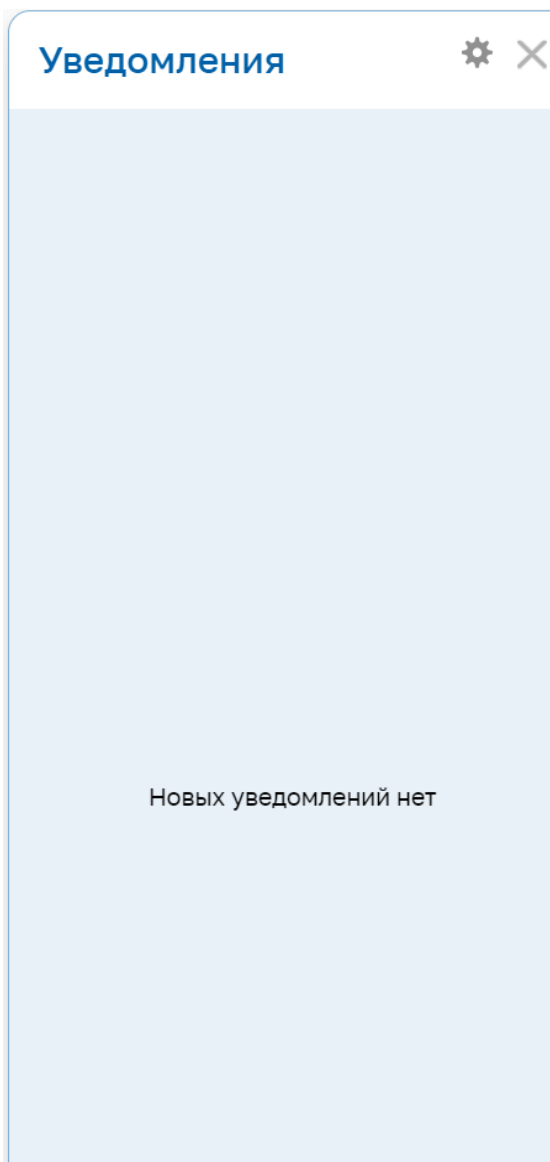 Уведомления
Новых уведомлений нет